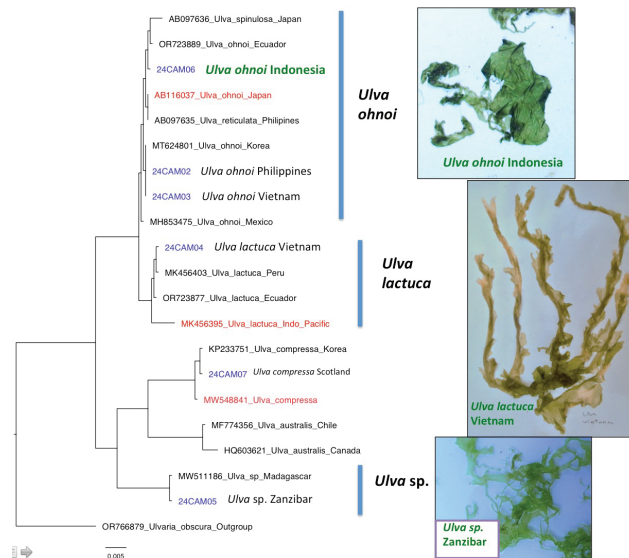 AB097636_Ulva_spinulosa_Japan
OR723889_Ulva_ohnoi_Ecuador
24CAM06 Ulva ohnoi Indonesia
AB116037_Ulva_ohnoi_Japan
AB097635_Ulva_reticulata_Philipines
MT624801_Ulva_ohnoi_Korea
24CAM02 Ulva ohnoi Philippines
24CAM03 Ulva ohnoi Vietnam
MH853475_Ulva_ohnoi_Mexico
Ulva
ohnoi
24CAM04 Ulva lactuca Vietnam
MK456403_Ulva_lactuca_Peru
OR723877_Ulva_lactuca_Ecuador
MK456395_Ulva_lactuca_Indo_Pacific
Ulva
lactuca
KP233751_Ulva_compressa_Korea
24CAM07 Ulva compressa Scotland
MW548841_Ulva_compressa
MF774356_Ulva_australis_Chile
HQ603621_Ulva_australis_Canada
MW511186_Ulva_sp_Madagascar
24CAM05 Ulva sp. Zanzibar
Ulva sp.
OR766879_Ulvaria_obscura_Outgroup
0.005
Ulva ohnoi Indonesia
Ulva lactuca
Vietnam
Ulva sp.
Zanzibar